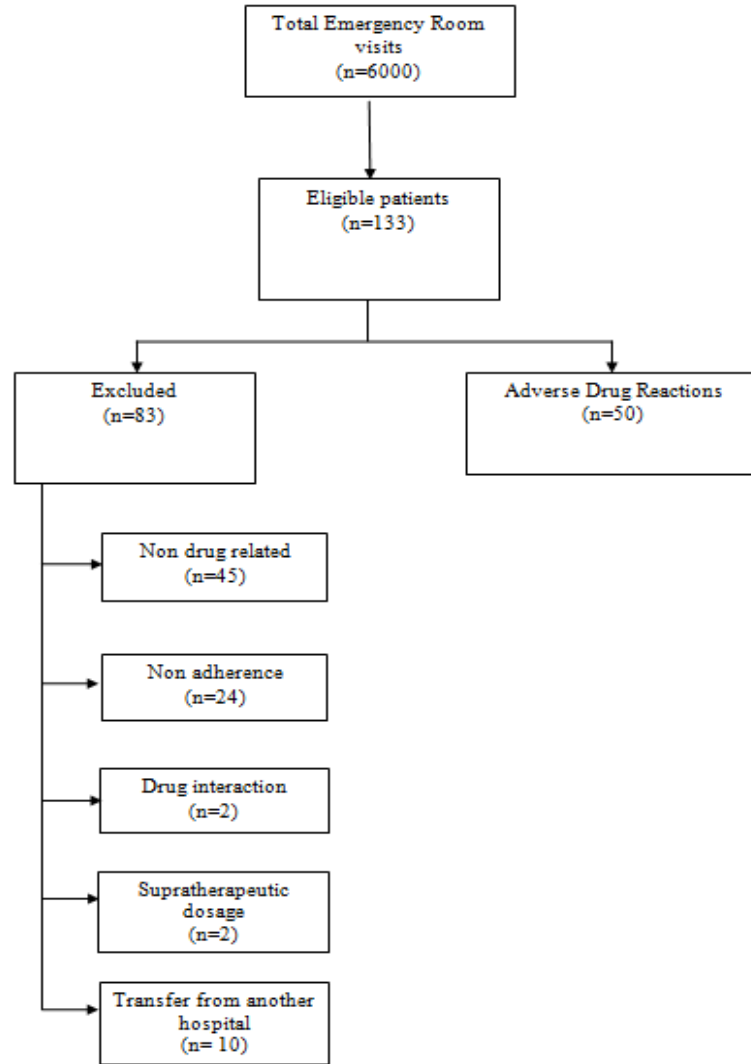 Total Emergency Room
visits
(n=6000)
Eligible patients
(n=133)
Excluded
(n=83)
Adverse Drug Reactions
(n=50)
Non drug related
(n=45)
Non adherence
(n=24)
Drug interaction
(n=2)
Supratherapeutic
dosage
(n=2)
Transfer from another
hospital
(n= 10)